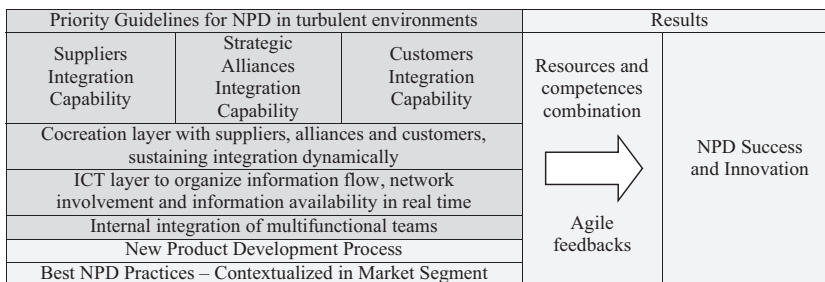 Priority Guidelines for NPD in turbulent environments
Results
Suppliers
Integration
Capability
Strategic
Alliances
Integration
Capability
Customers
Integration
Capability
Cocreation layer with suppliers, alliances and customers,
sustaining integration dynamically
ICT layer to organize information flow, network
involvement and information availability in real time
Internal integration of multifunctional teams
New Product Development Process
Best NPD Practices – Contextualized in Market Segment
Resources and
competences
combination
Agile
feedbacks
NPD Success
and Innovation